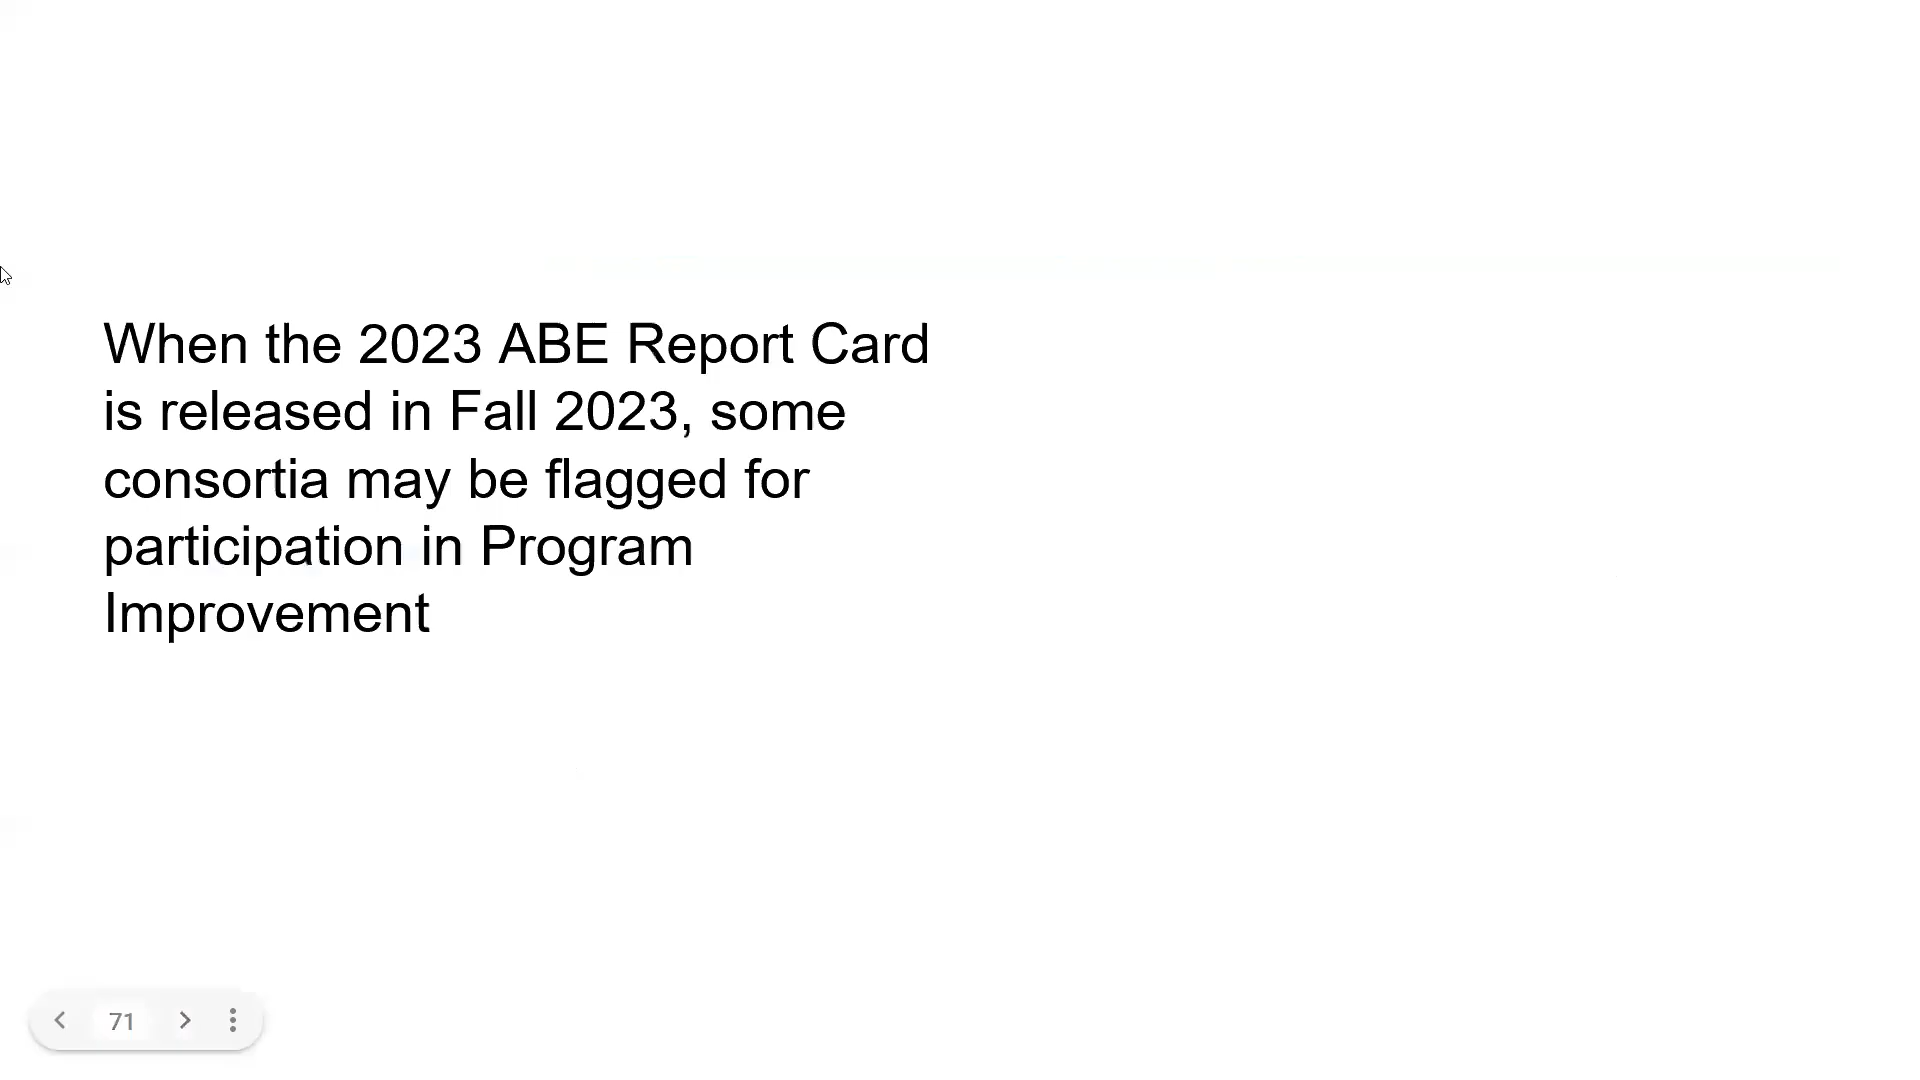 When the 2023 ABE Report Card
is released in Fall 2023, some
consortia may be flagged for
participation in Program
Improvement
71